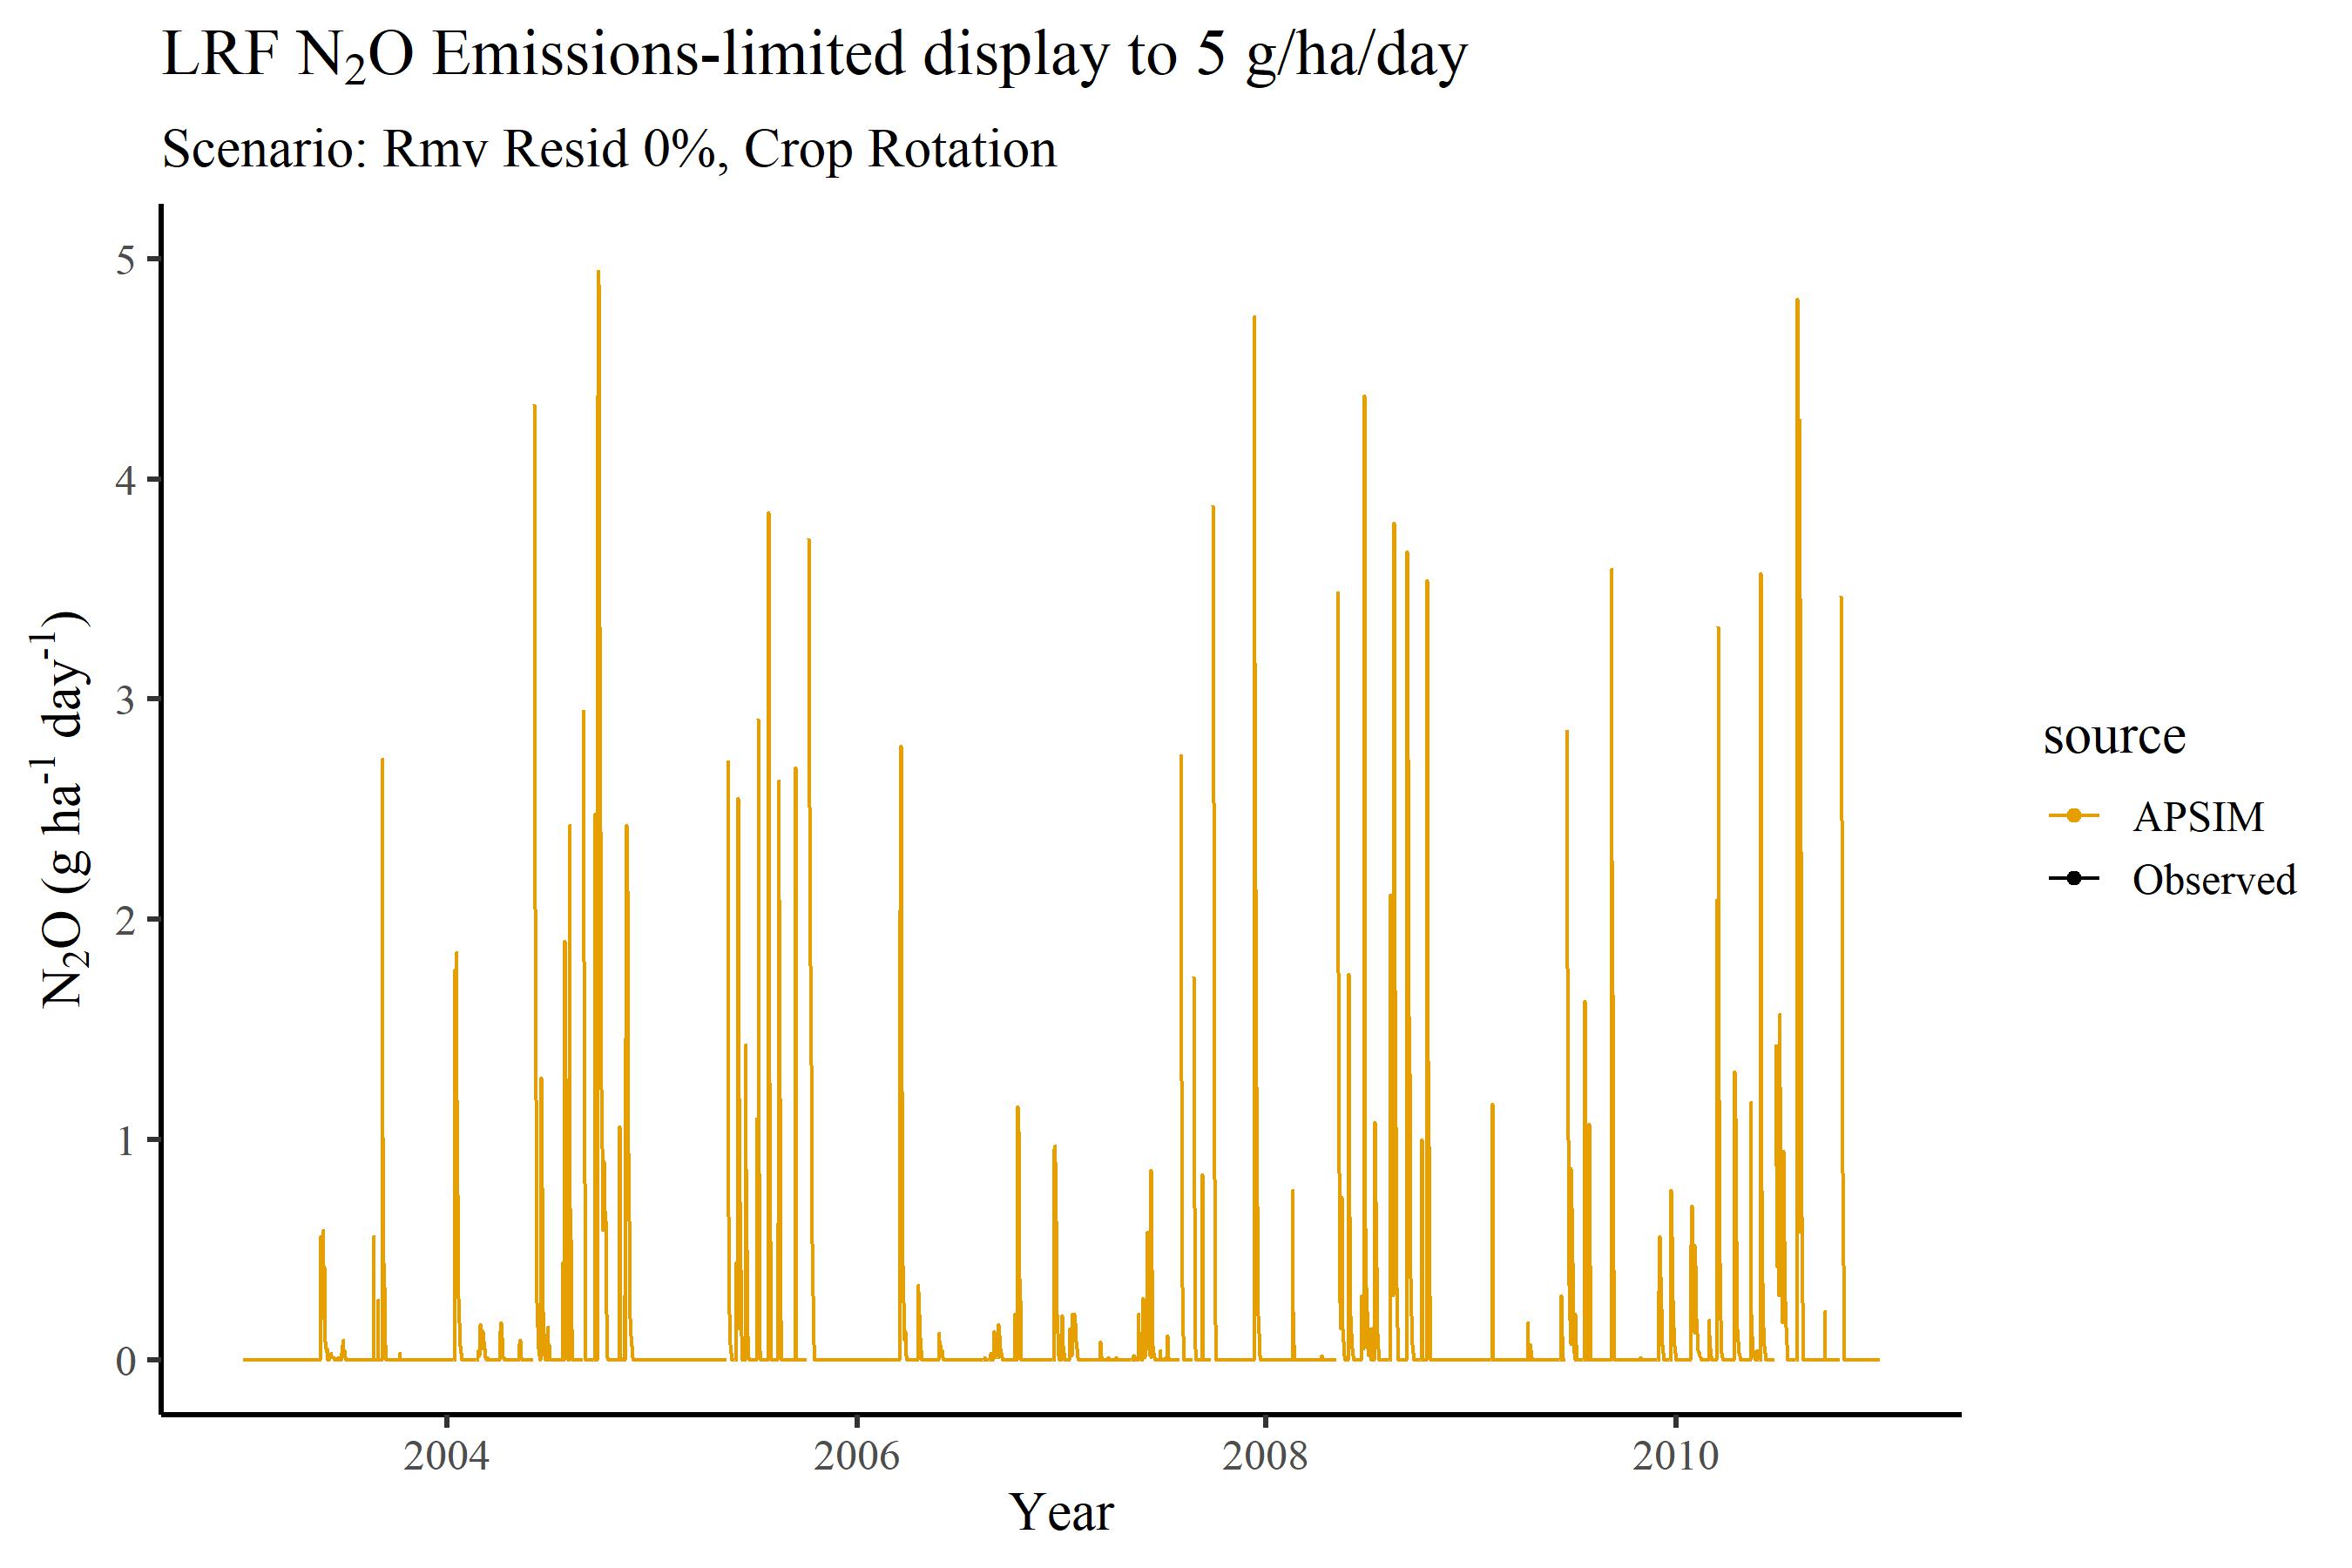 LRF N₂O Emissions-limited display to 5 g/ha/day
Scenario: Rmv Resid 0%, Crop Rotation
N₂O (g ha⁻¹ day⁻¹)
5
4
3
2
1
0
2004 2006 2008 2010
Year
source
APSIM
Observed